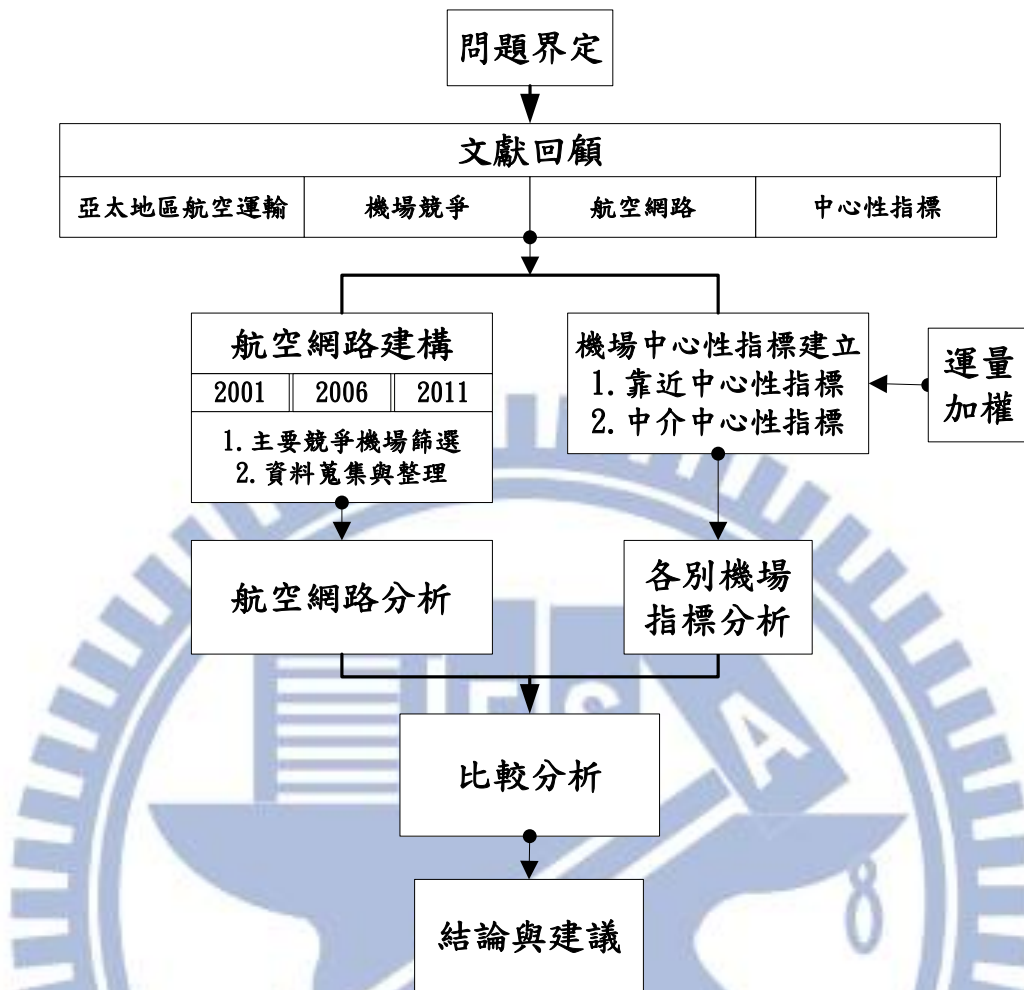 問題界定
文獻回顧
亞太地區航空運輸 機場競爭 航空網路 中心性指標
航空網路建構
2001 2006 2011
1. 主要競爭機場篩選
2. 資料蒐集與整理
機場中心性指標建立
1. 靠近中心性指標
2. 中介中心性指標
運量
加權
航空網路分析
各別機場
指標分析
比較分析
結論與建議